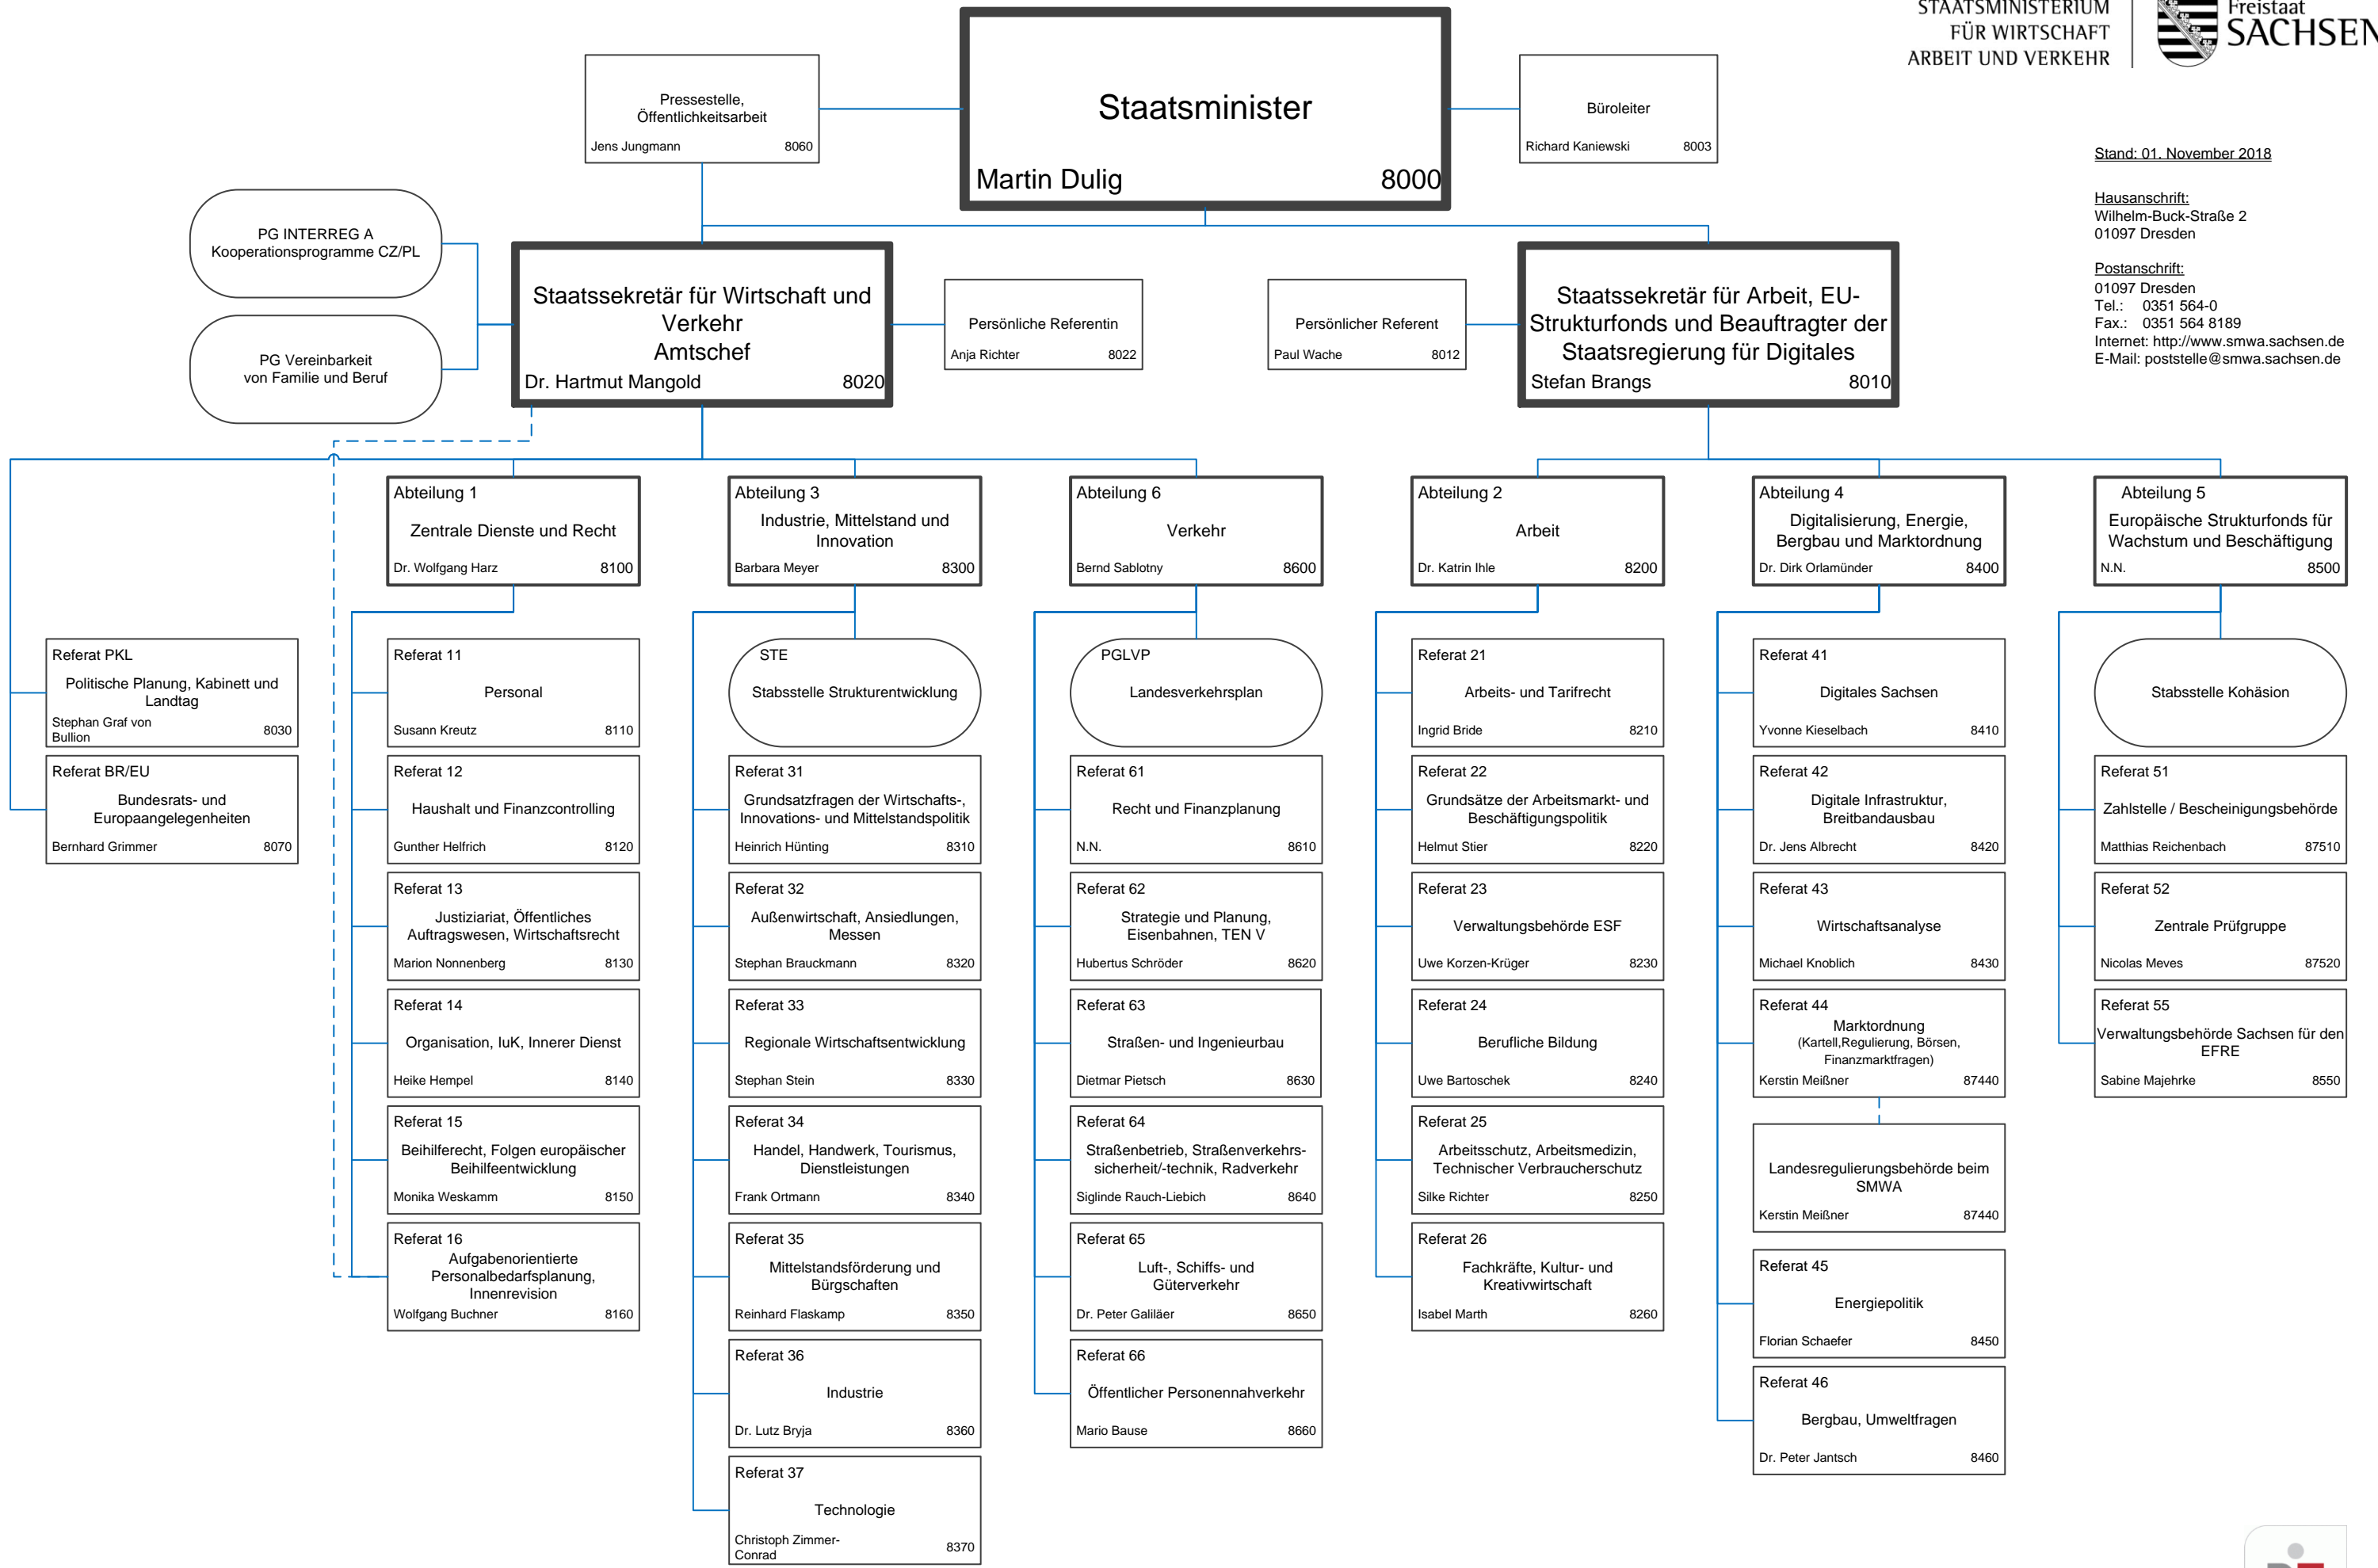 STAATSMINISTERIUM
FÜR WIRTSCHAFT
ARBEIT UND VERKEHR
Freistaat
SACHSEN
Staatsminister
Martin Dulig 8000
Pressestelle,
Öffentlichkeitsarbeit
Jens Jungmann 8060
Büroleiter
Richard Kaniewski 8003
Stand: 01. November 2018
Hausanschrift:
Wilhelm-Buck-Straße 2
01097 Dresden
Postanschrift:
01097 Dresden
Tel.: 0351 564-0
Fax.: 0351 564 8189
Internet: http://www.smwa.sachsen.de
E-Mail: poststelle@smwa.sachsen.de
PG INTERREG A
Kooperationsprogramme CZ/PL
PG Vereinbarkeit
von Familie und Beruf
Staatssekretär für Wirtschaft und
Verkehr
Amtschef
Dr. Hartmut Mangold 8020
Persönliche Referentin
Anja Richter 8022
Persönlicher Referent
Paul Wache 8012
Staatssekretär für Arbeit, EU-
Strukturfonds und Beauftragter der
Staatsregierung für Digitales
Stefan Brangs 8010
Referat PKL
Politische Planung, Kabinett und
Landtag
Stephan Graf von
Bullion 8030
Referat BR/EU
Bundesrats- und
Europaangelegenheiten
Bernhard Grimmer 8070
Abteilung 1
Zentrale Dienste und Recht
Dr. Wolfgang Harz 8100
Referat 11
Personal
Susann Kreutz 8110
Referat 12
Haushalt und Finanzcontrolling
Gunther Helfrich 8120
Referat 13
Justiziariat, Öffentliches
Auftragswesen, Wirtschaftsrecht
Marion Nonnenberg 8130
Referat 14
Organisation, IuK, Innerer Dienst
Heike Hempel 8140
Referat 15
Beihilferecht, Folgen europäischer
Beihilfeentwicklung
Monika Weskamm 8150
Referat 16
Aufgabenorientierte
Personalbedarfsplanung,
Innenrevision
Wolfgang Buchner 8160
Abteilung 3
Industrie, Mittelstand und
Innovation
Barbara Meyer 8300
STE
Stabsstelle Strukturentwicklung
Referat 31
Grundsatzfragen der Wirtschafts-,
Innovations- und Mittelstandspolitik
Heinrich Hünting 8310
Referat 32
Außenwirtschaft, Ansiedlungen,
Messen
Stephan Brauckmann 8320
Referat 33
Regionale Wirtschaftsentwicklung
Stephan Stein 8330
Referat 34
Handel, Handwerk, Tourismus,
Dienstleistungen
Frank Ortmann 8340
Referat 35
Mittelstandsförderung und
Bürgschaften
Reinhard Flaskamp 8350
Referat 36
Industrie
Dr. Lutz Bryja 8360
Referat 37
Technologie
Christoph Zimmer-
Conrad 8370
Abteilung 6
Verkehr
Bernd Sablotny 8600
PGLVP
Landesverkehrsplan
Referat 61
Recht und Finanzplanung
N.N. 8610
Referat 62
Strategie und Planung,
Eisenbahnen, TEN V
Hubertus Schröder 8620
Referat 63
Straßen- und Ingenieurbau
Dietmar Pietsch 8630
Referat 64
Straßenbetrieb, Straßenverkehrs-
sicherheit/-technik, Radverkehr
Siglinde Rauch-Liebich 8640
Referat 65
Luft-, Schiffs- und
Güterverkehr
Dr. Peter Galiläer 8650
Referat 66
Öffentlicher Personennahverkehr
Mario Bause 8660
Abteilung 2
Arbeit
Dr. Katrin Ihle 8200
Referat 21
Arbeits- und Tarifrecht
Ingrid Bride 8210
Referat 22
Grundsätze der Arbeitsmarkt- und
Beschäftigungspolitik
Helmut Stier 8220
Referat 23
Verwaltungsbehörde ESF
Uwe Korzen-Krüger 8230
Referat 24
Berufliche Bildung
Uwe Bartoschek 8240
Referat 25
Arbeitsschutz, Arbeitsmedizin,
Technischer Verbraucherschutz
Silke Richter 8250
Referat 26
Fachkräfte, Kultur- und
Kreativwirtschaft
Isabel Marth 8260
Abteilung 4
Digitalisierung, Energie,
Bergbau und Marktordnung
Dr. Dirk Orlamünder 8400
Referat 41
Digitales Sachsen
Yvonne Kieselbach 8410
Referat 42
Digitale Infrastruktur,
Breitbandausbau
Dr. Jens Albrecht 8420
Referat 43
Wirtschaftsanalyse
Michael Knoblich 8430
Referat 44
Marktordnung
(Kartell,Regulierung, Börsen,
Finanzmarktfragen)
Kerstin Meißner 87440
Landesregulierungsbehörde beim
SMWA
Kerstin Meißner 87440
Referat 45
Energiepolitik
Florian Schaefer 8450
Referat 46
Bergbau, Umweltfragen
Dr. Peter Jantsch 8460
Abteilung 5
Europäische Strukturfonds für
Wachstum und Beschäftigung
N.N. 8500
Stabsstelle Kohäsion
Referat 51
Zahlstelle / Bescheinigungsbehörde
Matthias Reichenbach 87510
Referat 52
Zentrale Prüfgruppe
Nicolas Meves 87520
Referat 55
Verwaltungsbehörde Sachsen für den
EFRE
Sabine Majehrke 8550